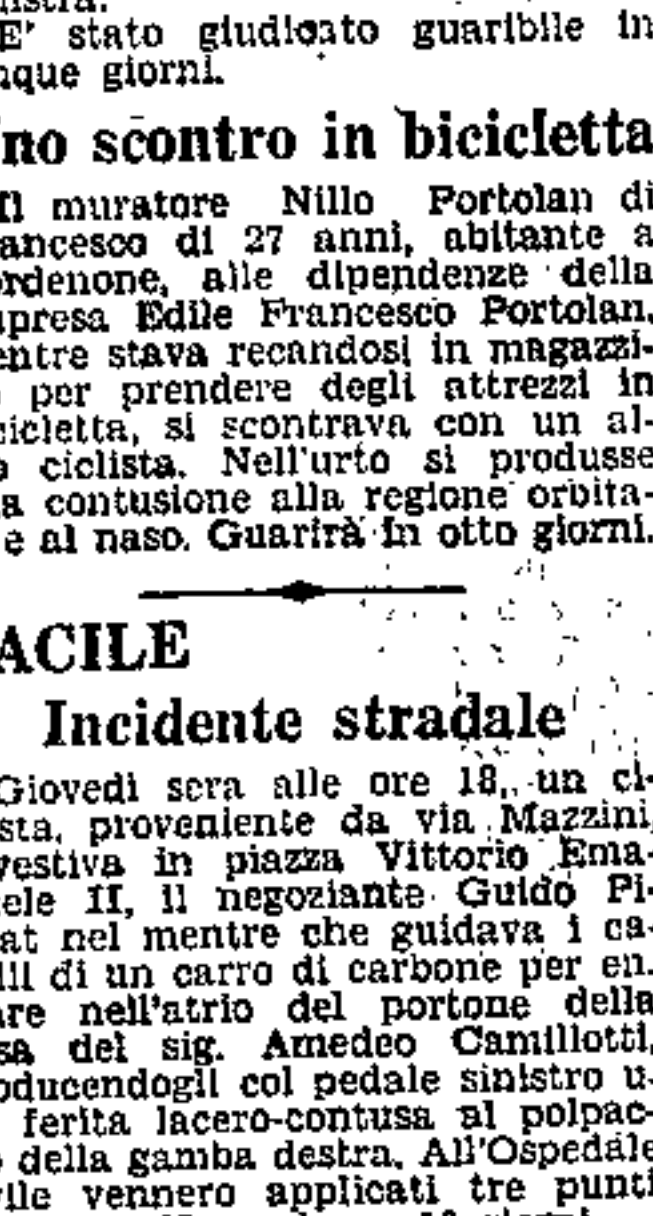 E' stato giudicato guaribile in
nque giorni.
no scontro in bicicletta
Il muratore Nillo Portolan di
ancesco di 27 anni, abitante a
ordenone, alle dipendenze della
presa Edile Francesco Portolan,
entre stava recandosi in magazzi-
per prendere degli attrezzi in
cicletta, si scontrava con un al-
o ciclista. Nell'urto si produsse
a contusione alla regione orbita-
e al naso. Guarirà in otto giorni.
ACILE
Incidente stradale
Giovedì sera alle ore 18, un ci-
sta, proveniente da via Mazzini,
vestiva in piazza Vittorio Ema-
ele II, il negoziante Guido Pi-
at nel mentre che guidava i ca-
lli di un carro di carbone per en-
are nell'atrio del portone della
sa del sig. Amedeo Camillotti,
oducendogli col pedale sinistro u-
ferita lacero-contusa al polpac-
o della gamba destra. All'Ospedale
vile vennero applicati tre punti